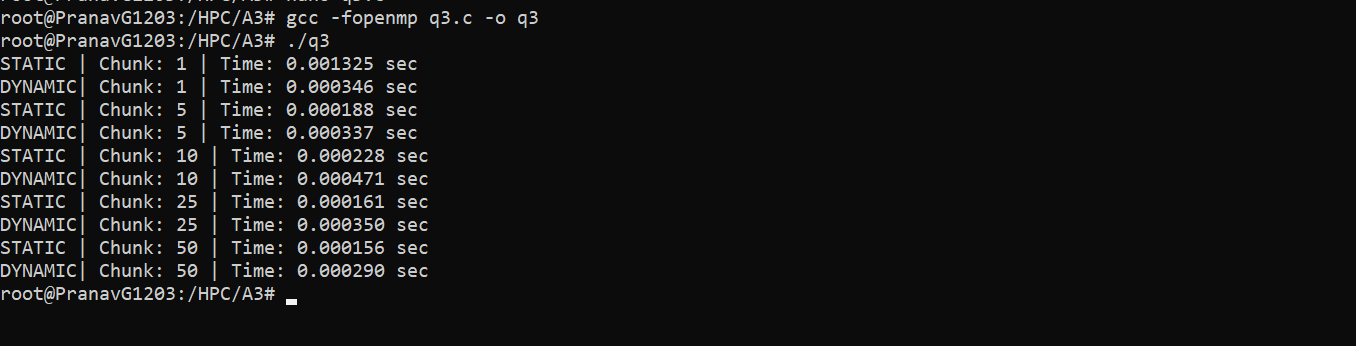 root@PranavG1203:/HPC/A3# gcc -fopenmp q3.c -o q3
root@PranavG1203:/HPC/A3# ./q3
STATIC | Chunk: 1 | Time: 0.001325 sec
DYNAMIC| Chunk: 1 | Time: 0.000346 sec
STATIC | Chunk: 5 | Time: 0.000188 sec
DYNAMIC| Chunk: 5 | Time: 0.000337 sec
STATIC | Chunk: 10 | Time: 0.000228 sec
DYNAMIC| Chunk: 10 | Time: 0.000471 sec
STATIC | Chunk: 25 | Time: 0.000161 sec
DYNAMIC| Chunk: 25 | Time: 0.000350 sec
STATIC | Chunk: 50 | Time: 0.000156 sec
DYNAMIC| Chunk: 50 | Time: 0.000290 sec
root@PranavG1203:/HPC/A3#